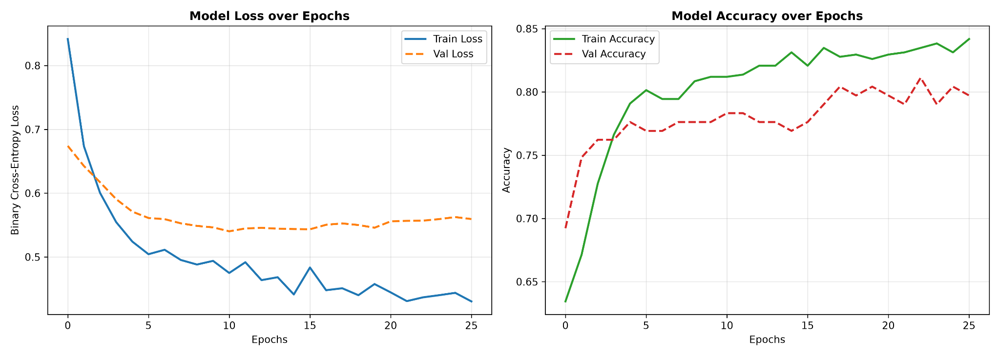 Model Loss over Epochs
Binary Cross-Entropy Loss
0.8
0.7
0.6
0.5
Train Loss
Val Loss
0 5 10 15 20 25
Epochs
Model Accuracy over Epochs
Accuracy
0.85
0.80
0.75
0.70
0.65
Train Accuracy
Val Accuracy
0 5 10 15 20 25
Epochs